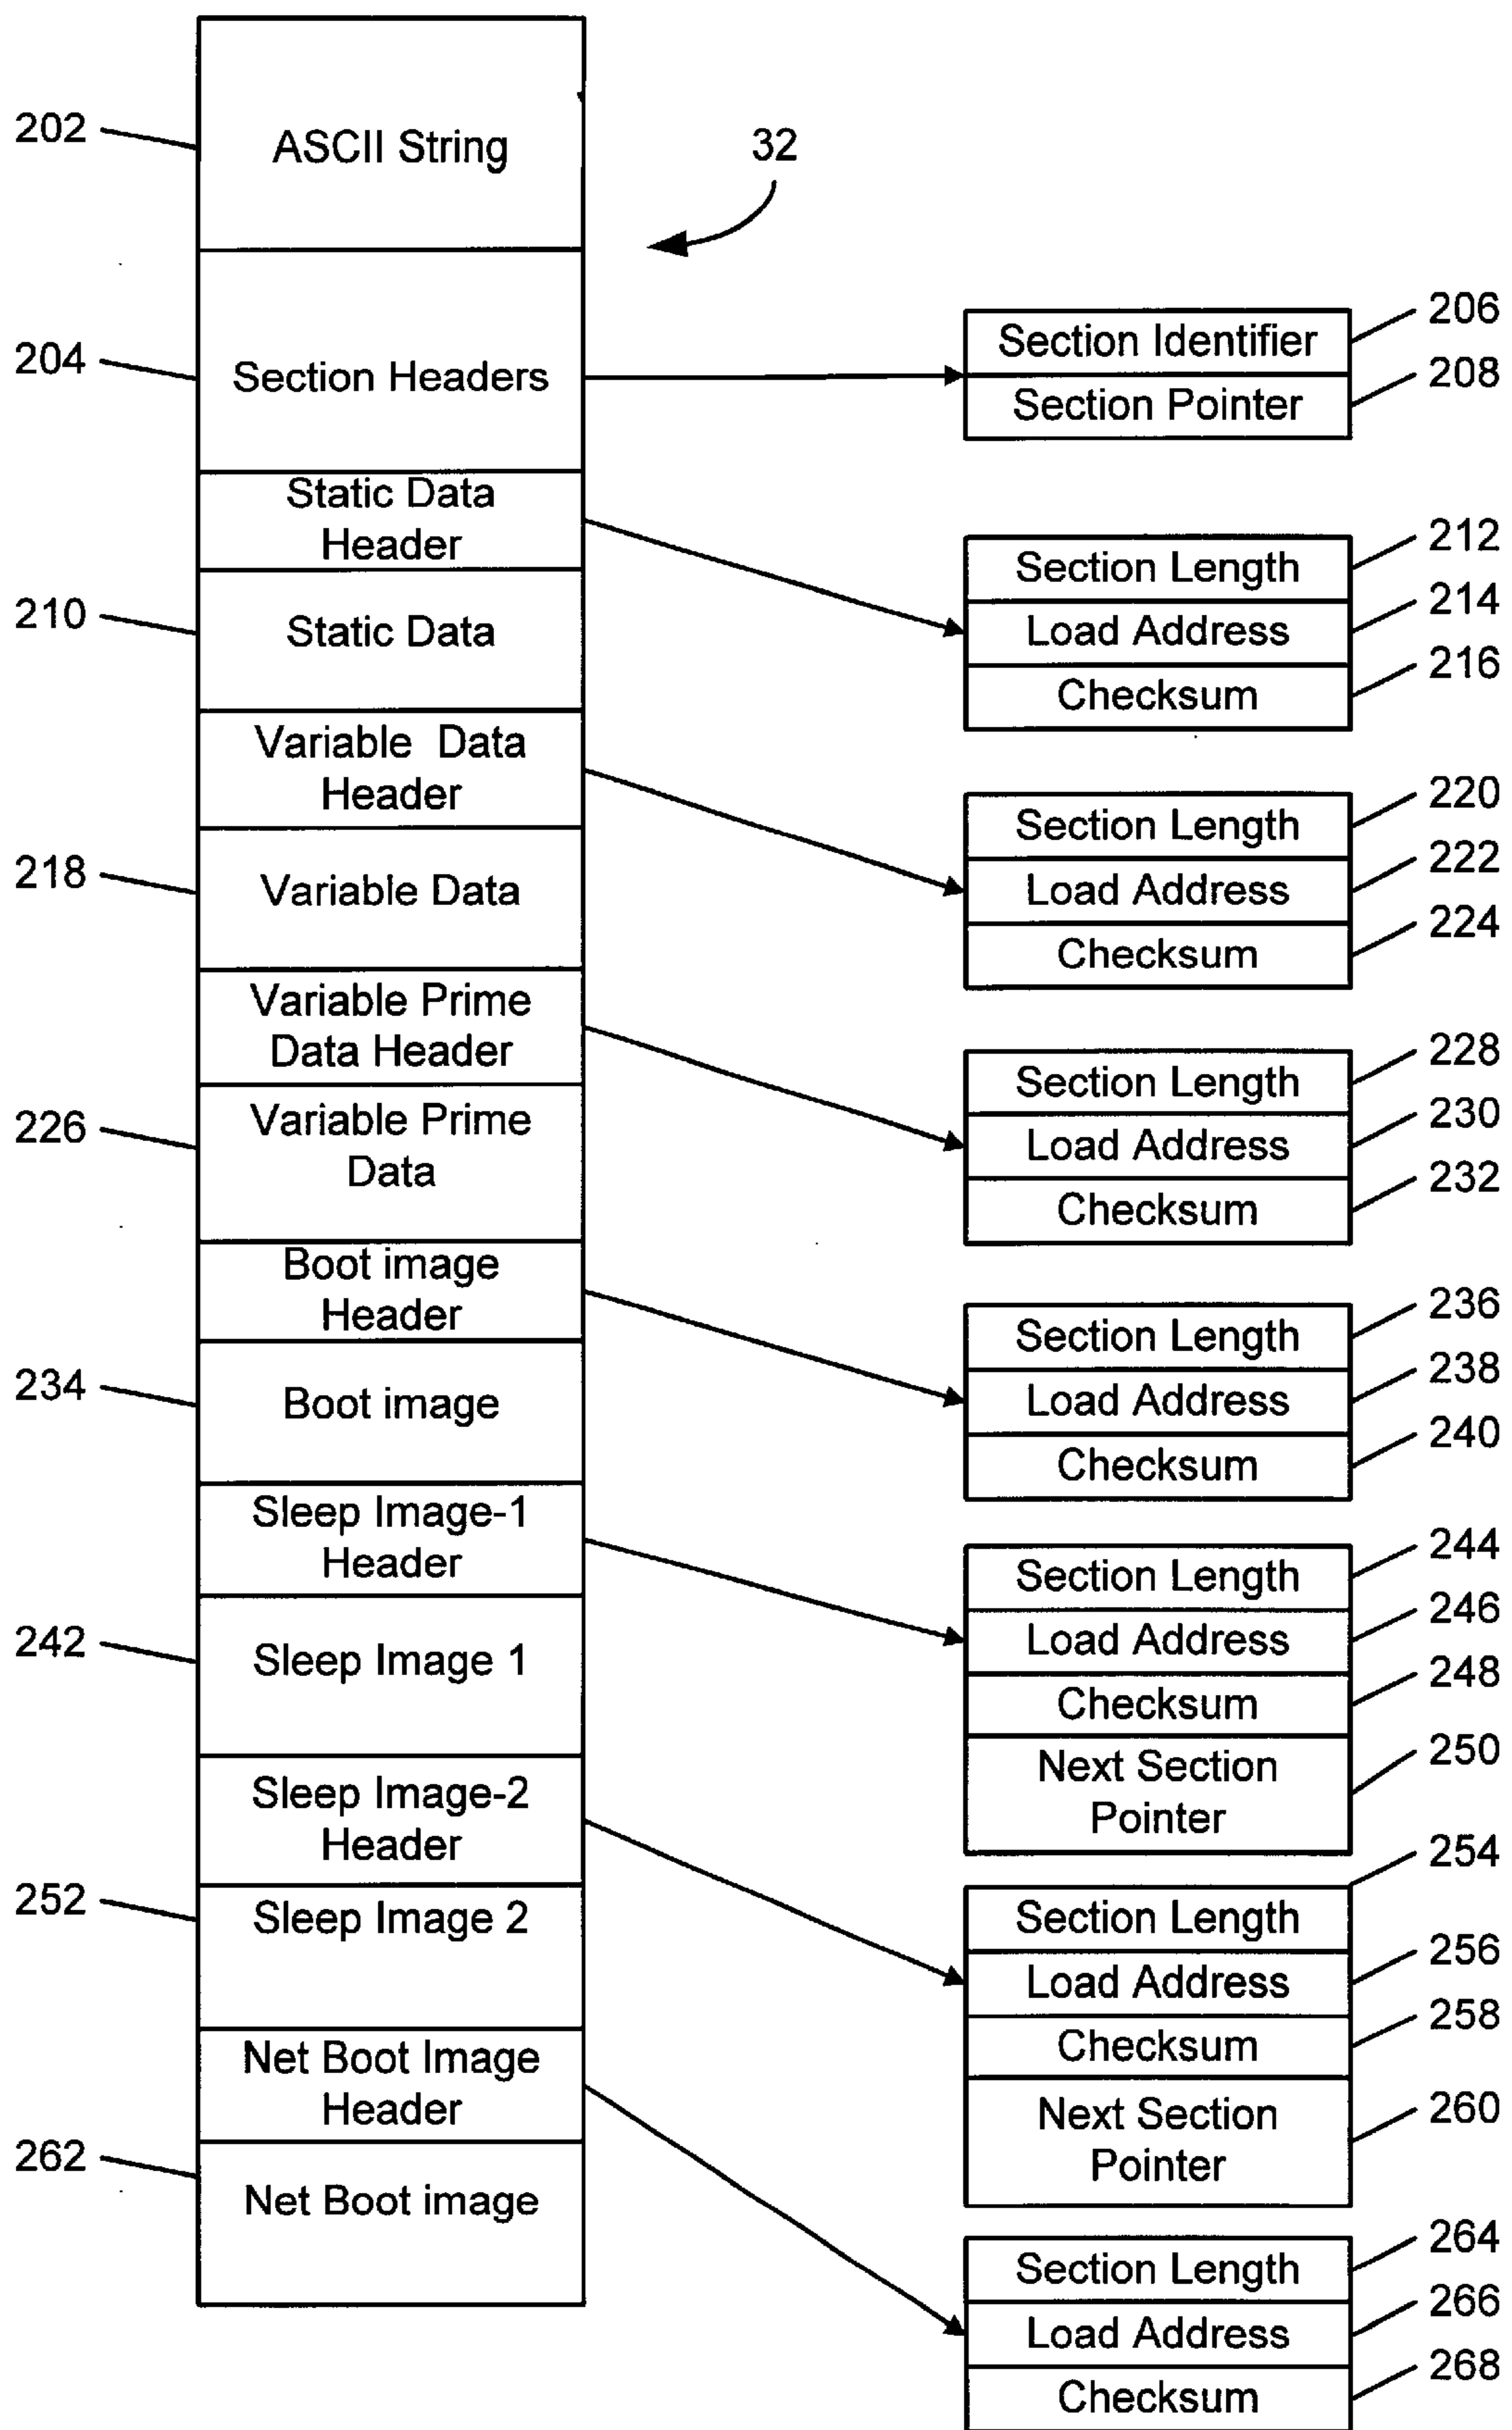 202
ASCII String
32
204
Section Headers
206
Section Identifier
208
Section Pointer
Static Data
Header
210
Static Data
212
Section Length
214
Load Address
216
Checksum
Variable Data
Header
218
Variable Data
220
Section Length
222
Load Address
224
Checksum
Variable Prime
Data Header
226
Variable Prime
Data
228
Section Length
230
Load Address
232
Checksum
Boot image
Header
234
Boot image
236
Section Length
238
Load Address
240
Checksum
Sleep Image-1
Header
242
Sleep Image 1
244
Section Length
246
Load Address
248
Checksum
250
Next Section
Pointer
Sleep Image-2
Header
252
Sleep Image 2
254
Section Length
256
Load Address
258
Checksum
260
Next Section
Pointer
Net Boot Image
Header
262
Net Boot image
264
Section Length
266
Load Address
268
Checksum